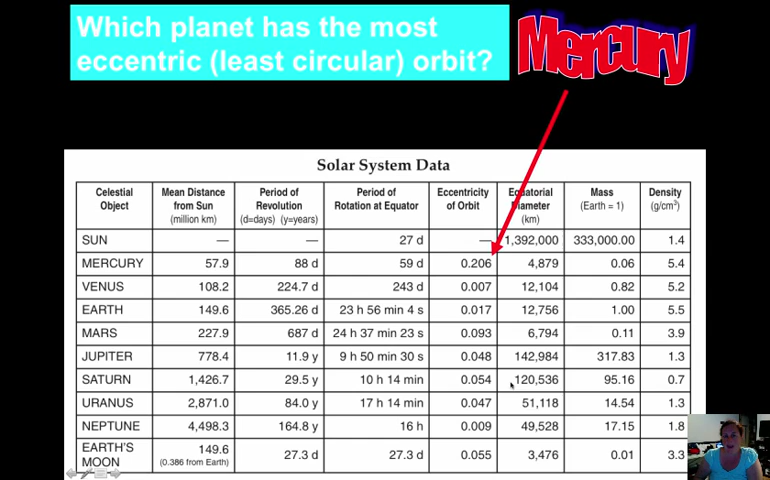 Which planet has the most
eccentric (least circular) orbit?
Mercury
Solar System Data
Celestial Object | Mean Distance from Sun (million km) | Period of Revolution (d=days) (y=years) | Period of Rotation at Equator | Eccentricity of Orbit | Equatorial Diameter (km) | Mass (Earth = 1) | Density (g/cm³)
SUN | — | — | 27 d | — | 1,392,000 | 333,000.00 | 1.4
MERCURY | 57.9 | 88 d | 59 d | 0.206 | 4,879 | 0.06 | 5.4
VENUS | 108.2 | 224.7 d | 243 d | 0.007 | 12,104 | 0.82 | 5.2
EARTH | 149.6 | 365.26 d | 23 h 56 min 4 s | 0.017 | 12,756 | 1.00 | 5.5
MARS | 227.9 | 687 d | 24 h 37 min 23 s | 0.093 | 6,794 | 0.11 | 3.9
JUPITER | 778.4 | 11.9 y | 9 h 50 min 30 s | 0.048 | 142,984 | 317.83 | 1.3
SATURN | 1,426.7 | 29.5 y | 10 h 14 min | 0.054 | 120,536 | 95.16 | 0.7
URANUS | 2,871.0 | 84.0 y | 17 h 14 min | 0.047 | 51,118 | 14.54 | 1.3
NEPTUNE | 4,498.3 | 164.8 y | 16 h | 0.009 | 49,528 | 17.15 | 1.8
EARTH'S MOON | 149.6 (0.386 from Earth) | 27.3 d | 27.3 d | 0.055 | 3,476 | 0.01 | 3.3